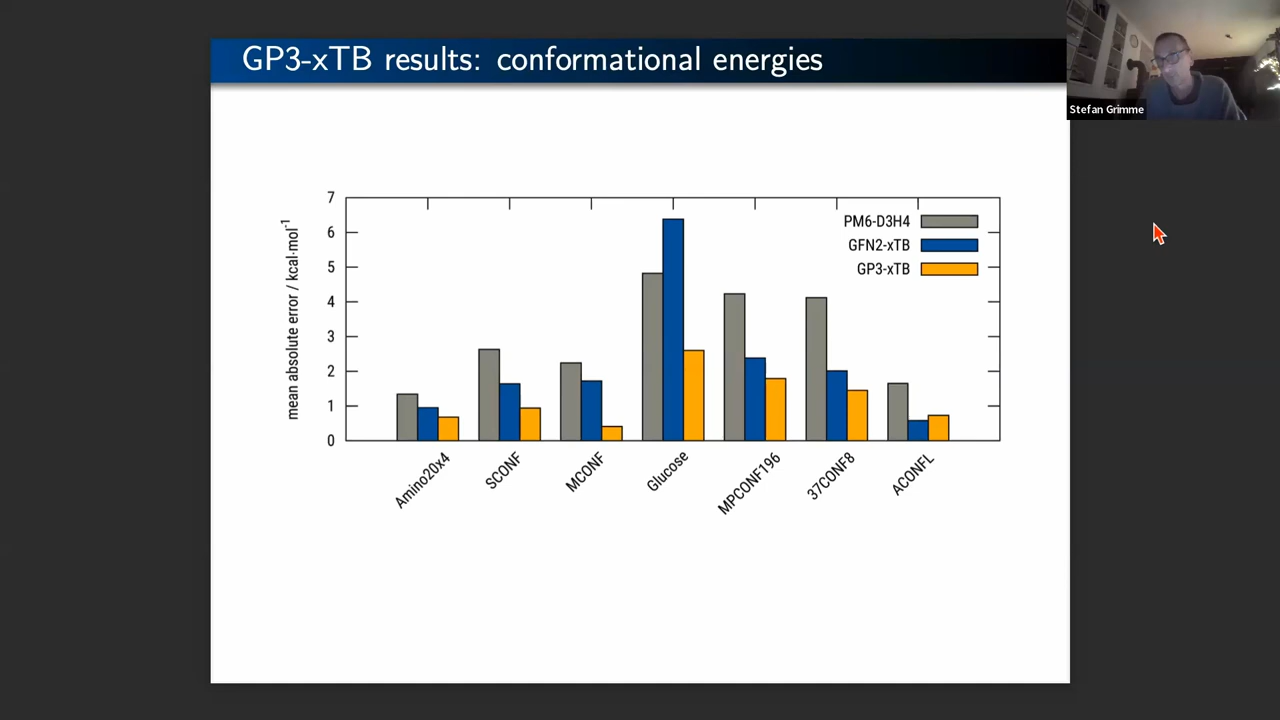 GP3-xTB results: conformational energies
Stefan Grimme
mean absolute error / kcal·mol⁻¹
7
6
5
4
3
2
1
0
PM6-D3H4
GFN2-xTB
GP3-xTB
Amino20x4
SCONF
MCONF
Glucose
MPCONF196
37CONF8
ACONFL